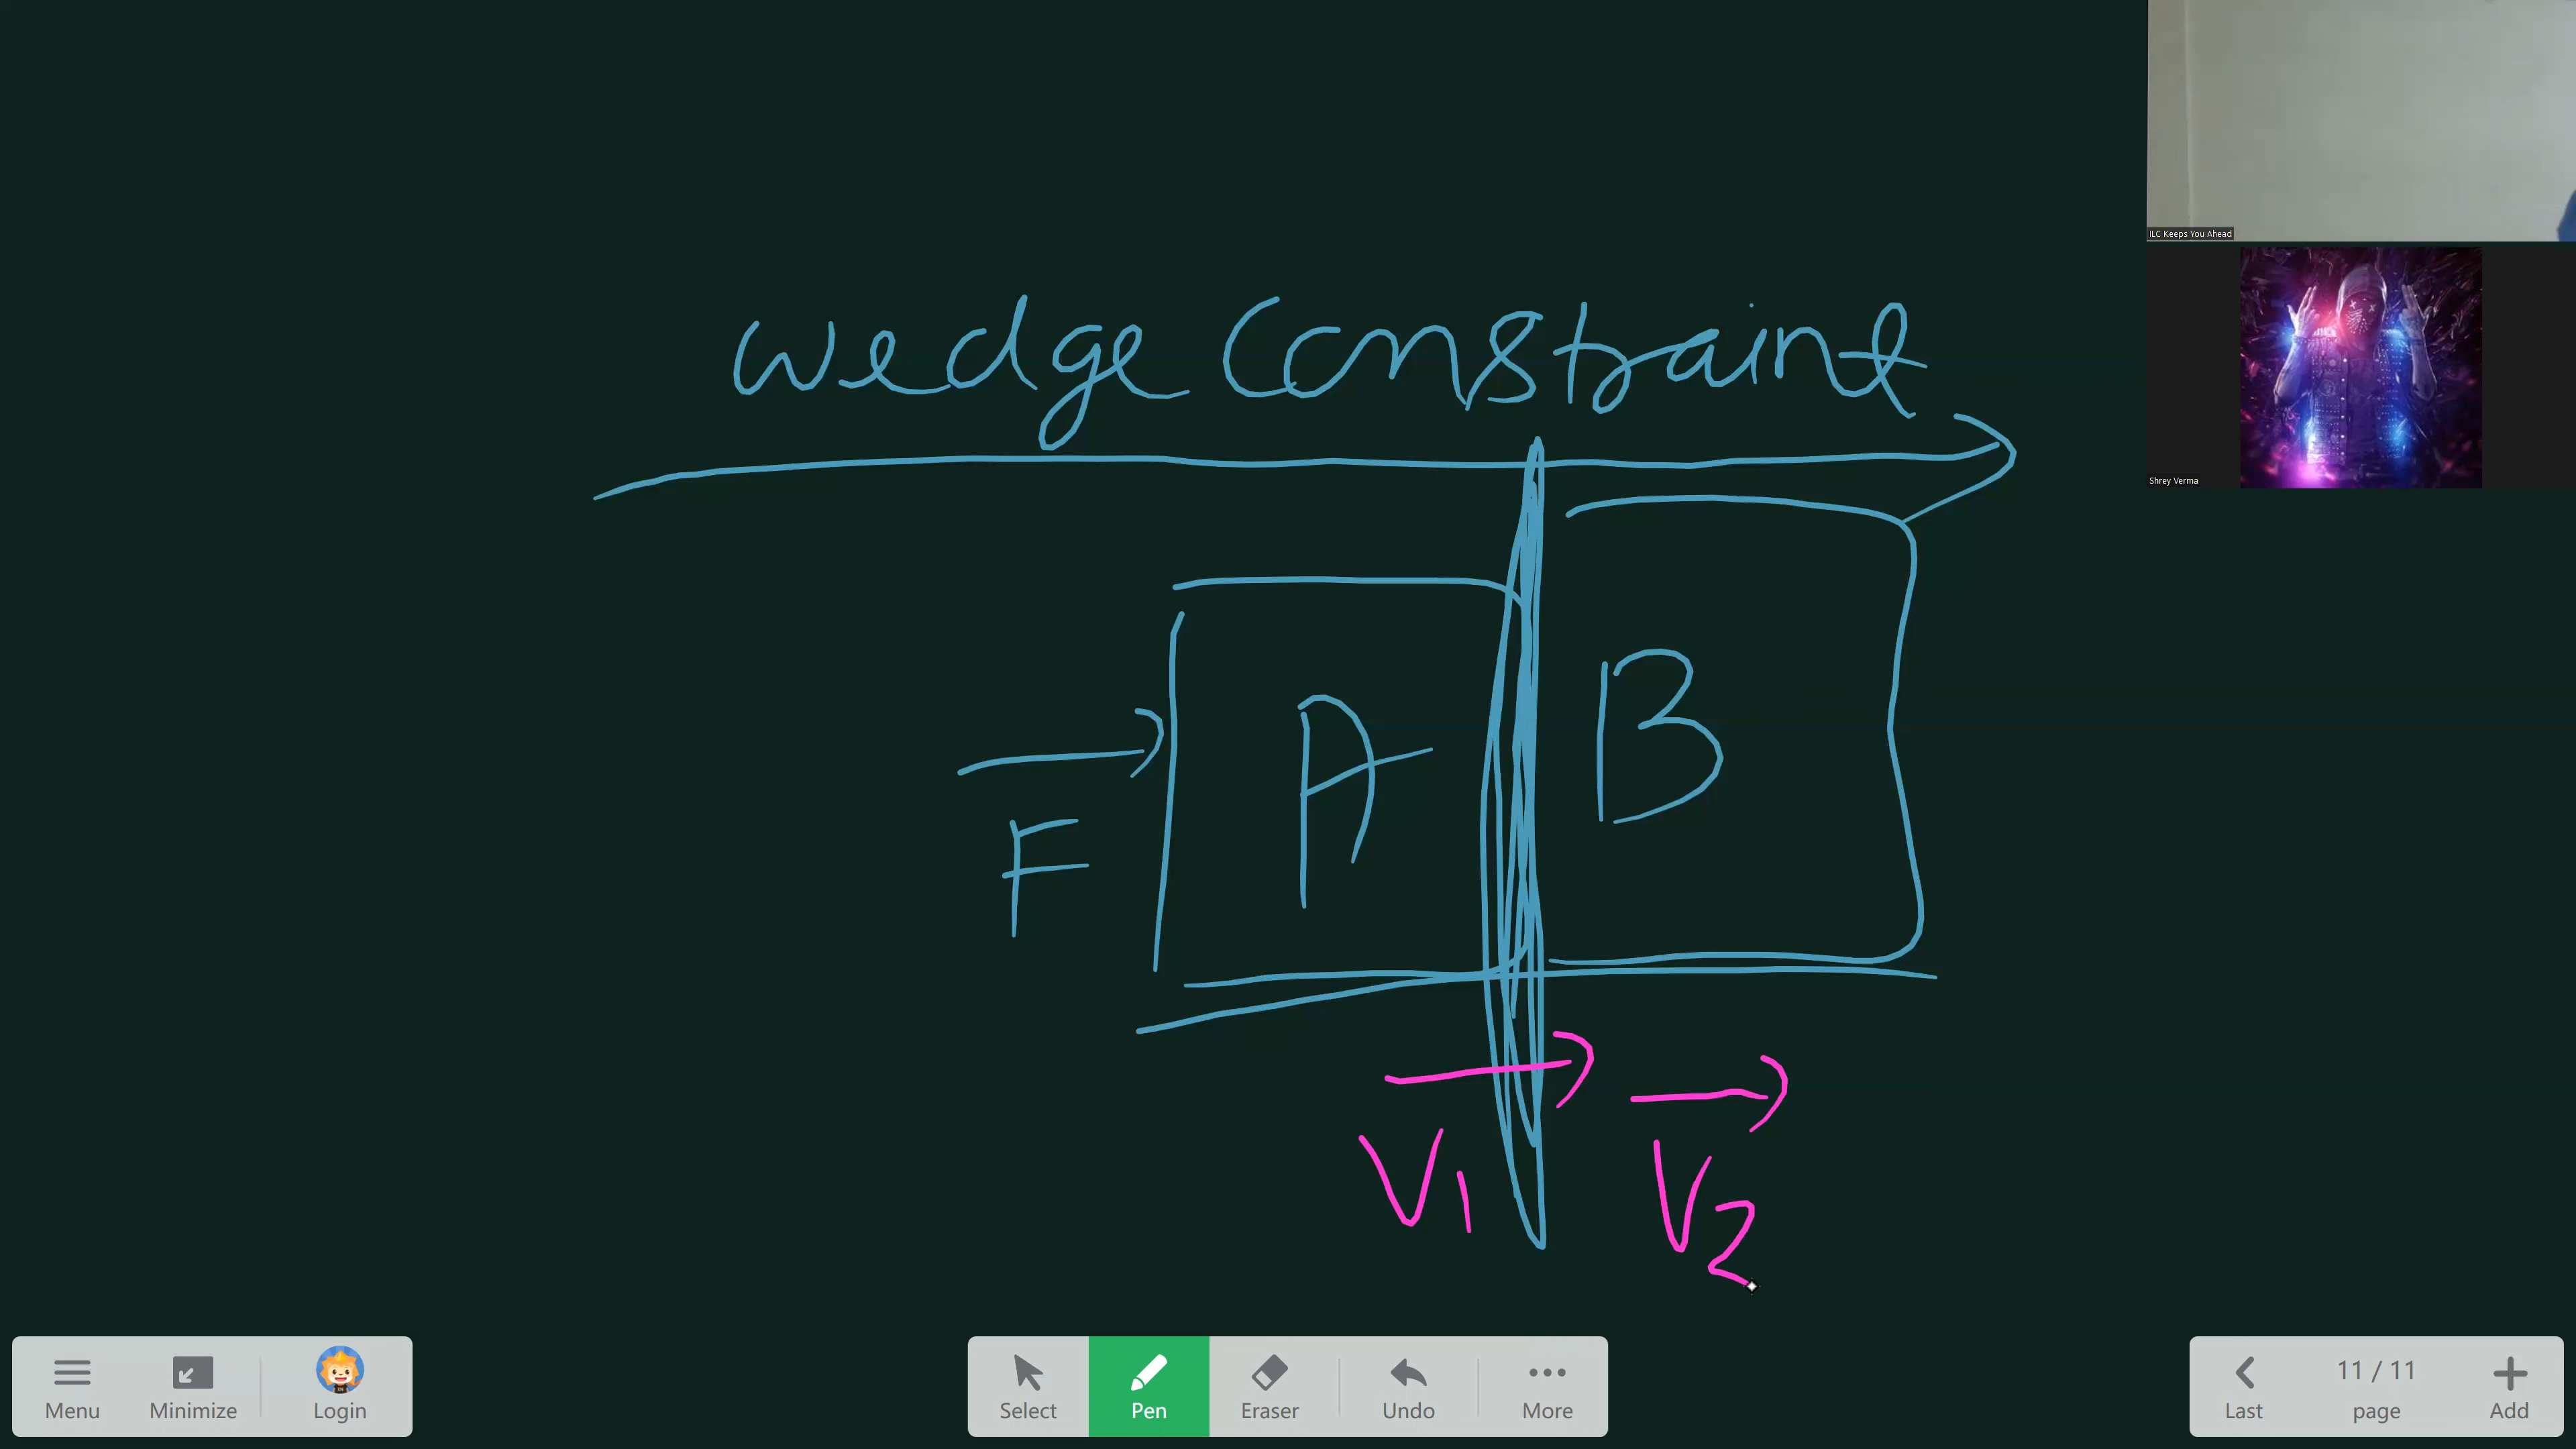 ILC Keeps You Ahead
wedge Constraint
Shrey Verma
A
B
F
V1
V2
Menu
Minimize
Login
Select
Pen
Eraser
Undo
More
Last
11 / 11
page
Add